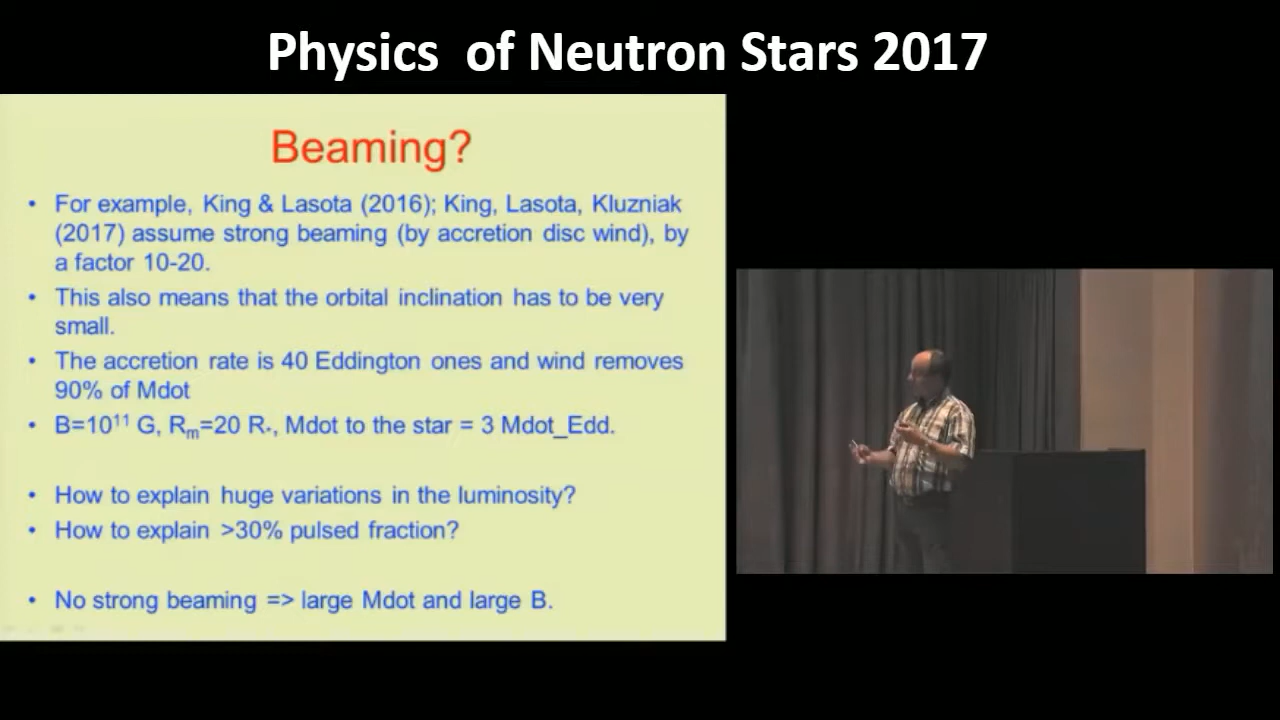 Physics of Neutron Stars 2017
Beaming?
• For example, King & Lasota (2016); King, Lasota, Kluzniak
(2017) assume strong beaming (by accretion disc wind), by
a factor 10-20.
• This also means that the orbital inclination has to be very
small.
• The accretion rate is 40 Eddington ones and wind removes
90% of Mdot
• B=10¹¹ G, Rₘ=20 R*, Mdot to the star = 3 Mdot_Edd.
• How to explain huge variations in the luminosity?
• How to explain >30% pulsed fraction?
• No strong beaming => large Mdot and large B.